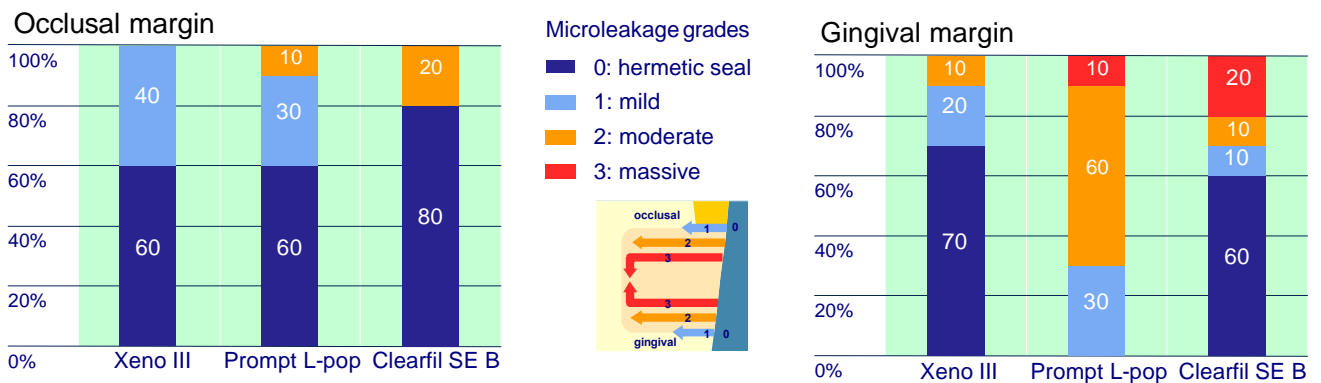 Occlusal margin
100%
80%
60%
40%
20%
0%
40
60
10
30
60
20
80
Xeno III
Prompt L-pop
Clearfil SE B
Microleakage grades
0: hermetic seal
1: mild
2: moderate
3: massive
occlusal
1
0
2
3
3
2
1
0
gingival
Gingival margin
100%
80%
60%
40%
20%
0%
10
20
70
10
60
30
20
10
10
60
Xeno III
Prompt L-pop
Clearfil SE B